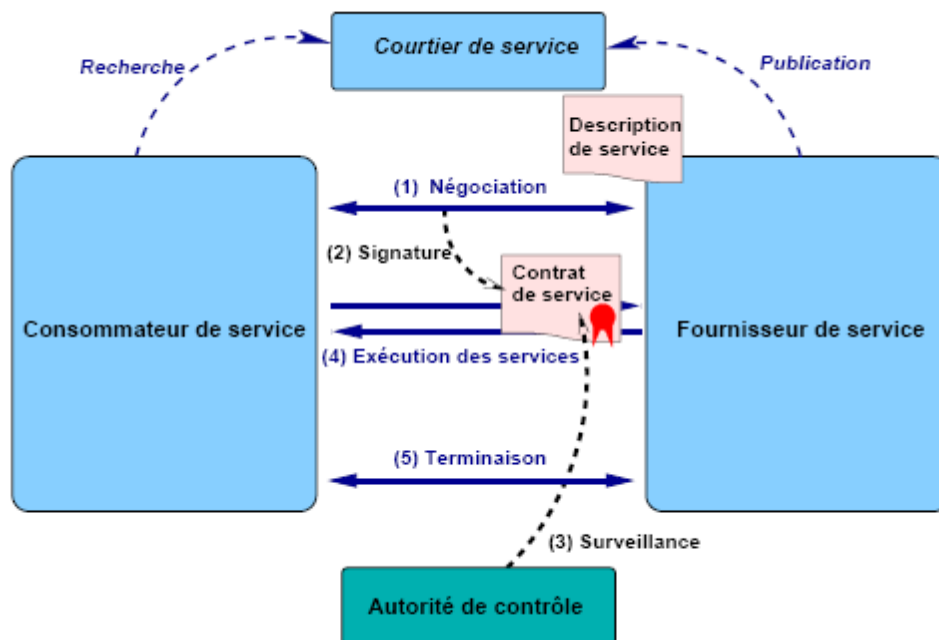 Courtier de service
Recherche
Publication
Description
de service
(1) Négociation
(2) Signature
Contrat
de service
Consommateur de service
Fournisseur de service
(4) Exécution des services
(5) Terminaison
(3) Surveillance
Autorité de contrôle